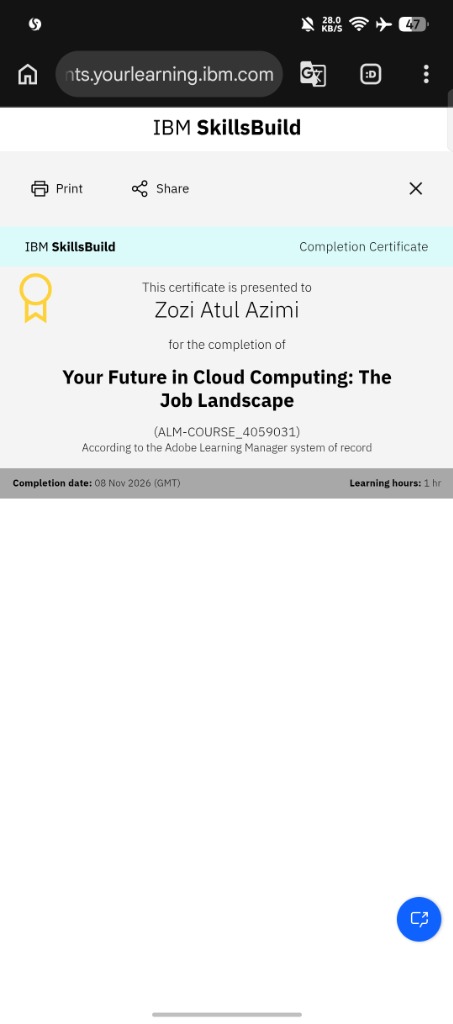 28.0
KB/S
47
nts.yourlearning.ibm.com
:D
IBM SkillsBuild
Print
Share
IBM SkillsBuild
Completion Certificate
This certificate is presented to
Zozi Atul Azimi
for the completion of
Your Future in Cloud Computing: The
Job Landscape
(ALM-COURSE_4059031)
According to the Adobe Learning Manager system of record
Completion date: 08 Nov 2026 (GMT)
Learning hours: 1 hr